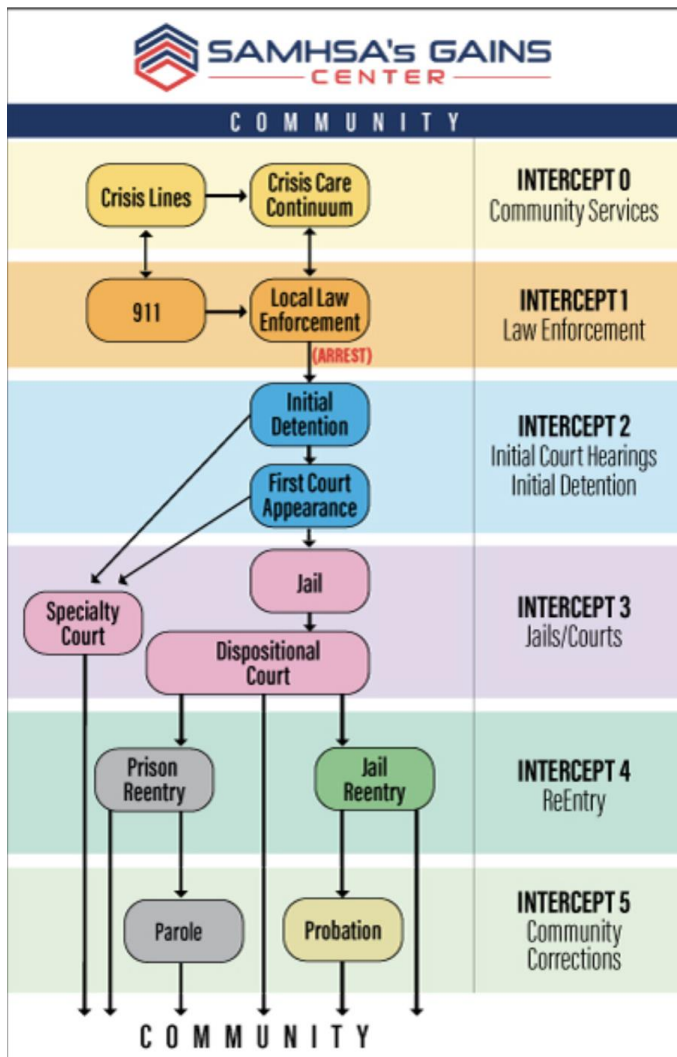 SAMHSA's GAINS
CENTER
COMMUNITY
Crisis Lines
Crisis Care
Continuum
INTERCEPT 0
Community Services
911
Local Law
Enforcement
INTERCEPT 1
Law Enforcement
(ARREST)
Initial
Detention
First Court
Appearance
INTERCEPT 2
Initial Court Hearings
Initial Detention
Jail
Specialty
Court
Dispositional
Court
INTERCEPT 3
Jails/Courts
Prison
Reentry
Jail
Reentry
INTERCEPT 4
ReEntry
Parole
Probation
INTERCEPT 5
Community
Corrections
COMMUNITY